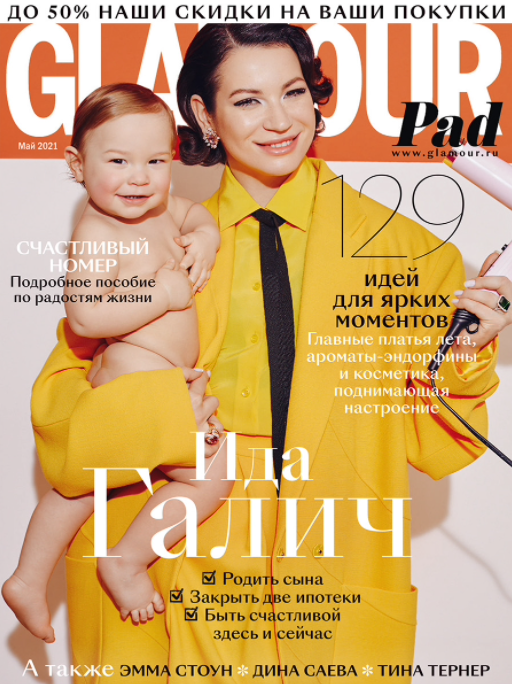 ДО 50% НАШИ СКИДКИ НА ВАШИ ПОКУПКИ
GLAMOUR
Pad
Май 2021
www.glamour.ru
129
идей
для ярких
моментов
Главные платья лета,
ароматы-эндорфины
и косметика,
поднимающая
настроение
СЧАСТЛИВЫЙ
НОМЕР
Подробное пособие
по радостям жизни
Ида
Галич
☑ Родить сына
☑ Закрыть две ипотеки
☑ Быть счастливой
здесь и сейчас
А также ЭММА СТОУН * ДИНА САЕВА * ТИНА ТЕРНЕР